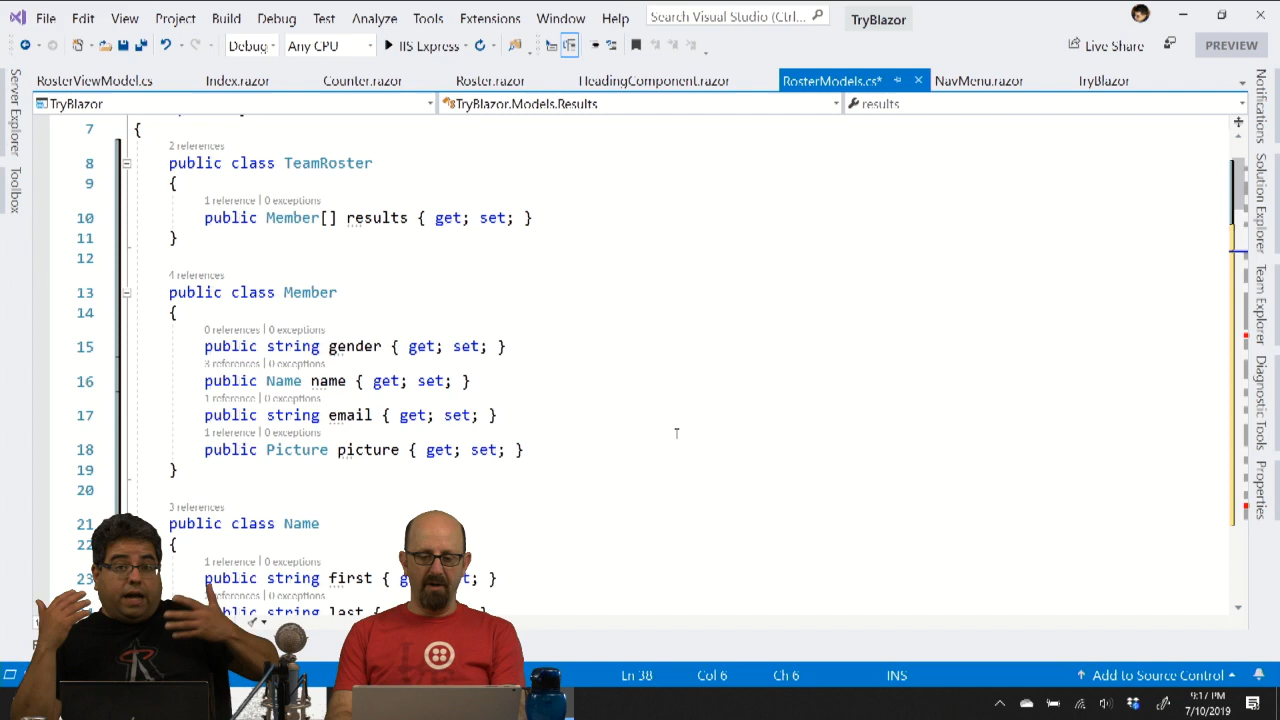 File Edit View Project Build Debug Test Analyze Tools Extensions Window Help Search Visual Studio (Ctrl... TryBlazor
Debug Any CPU IIS Express Live Share PREVIEW
RosterViewModel.cs Index.razor Counter.razor Roster.razor HeadingComponent.razor RosterModels.cs* NavMenu.razor TryBlazor
TryBlazor TryBlazor.Models.Results results
Server Explorer
Toolbox
7 {
2 references
8 public class TeamRoster
9 {
1 reference | 0 exceptions
10 public Member[] results { get; set; }
11 }
12
4 references
13 public class Member
14 {
0 references | 0 exceptions
15 public string gender { get; set; }
3 references | 0 exceptions
16 public Name name { get; set; }
1 reference | 0 exceptions
17 public string email { get; set; }
1 reference | 0 exceptions
18 public Picture picture { get; set; }
19 }
20
3 references
21 public class Name
22 {
1 reference | 0 exceptions
23 public string first { get; set; }
references | 0 exceptions
public string last {
Notifications
Solution Explorer
Team Explorer
Diagnostic Tools
Properties
Ln 38 Col 6 Ch 6 INS Add to Source Control
9:17 PM
7/10/2019